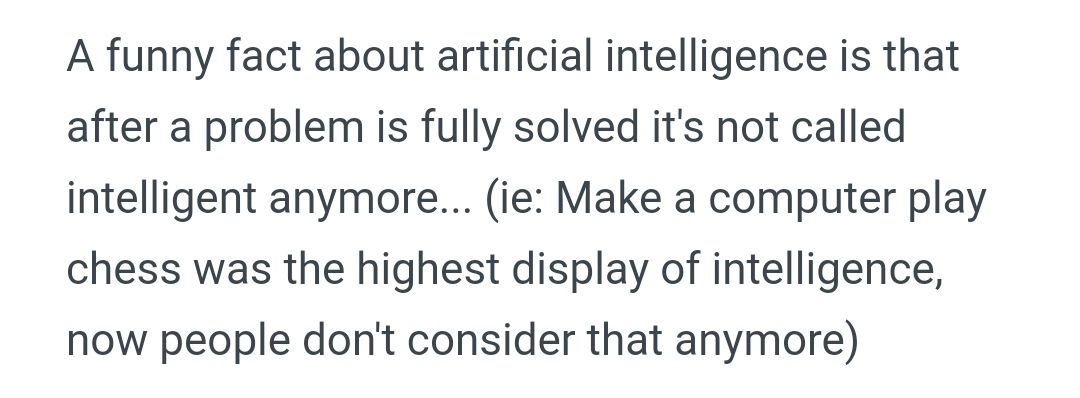 A funny fact about artificial intelligence is that
after a problem is fully solved it's not called
intelligent anymore... (ie: Make a computer play
chess was the highest display of intelligence,
now people don't consider that anymore)